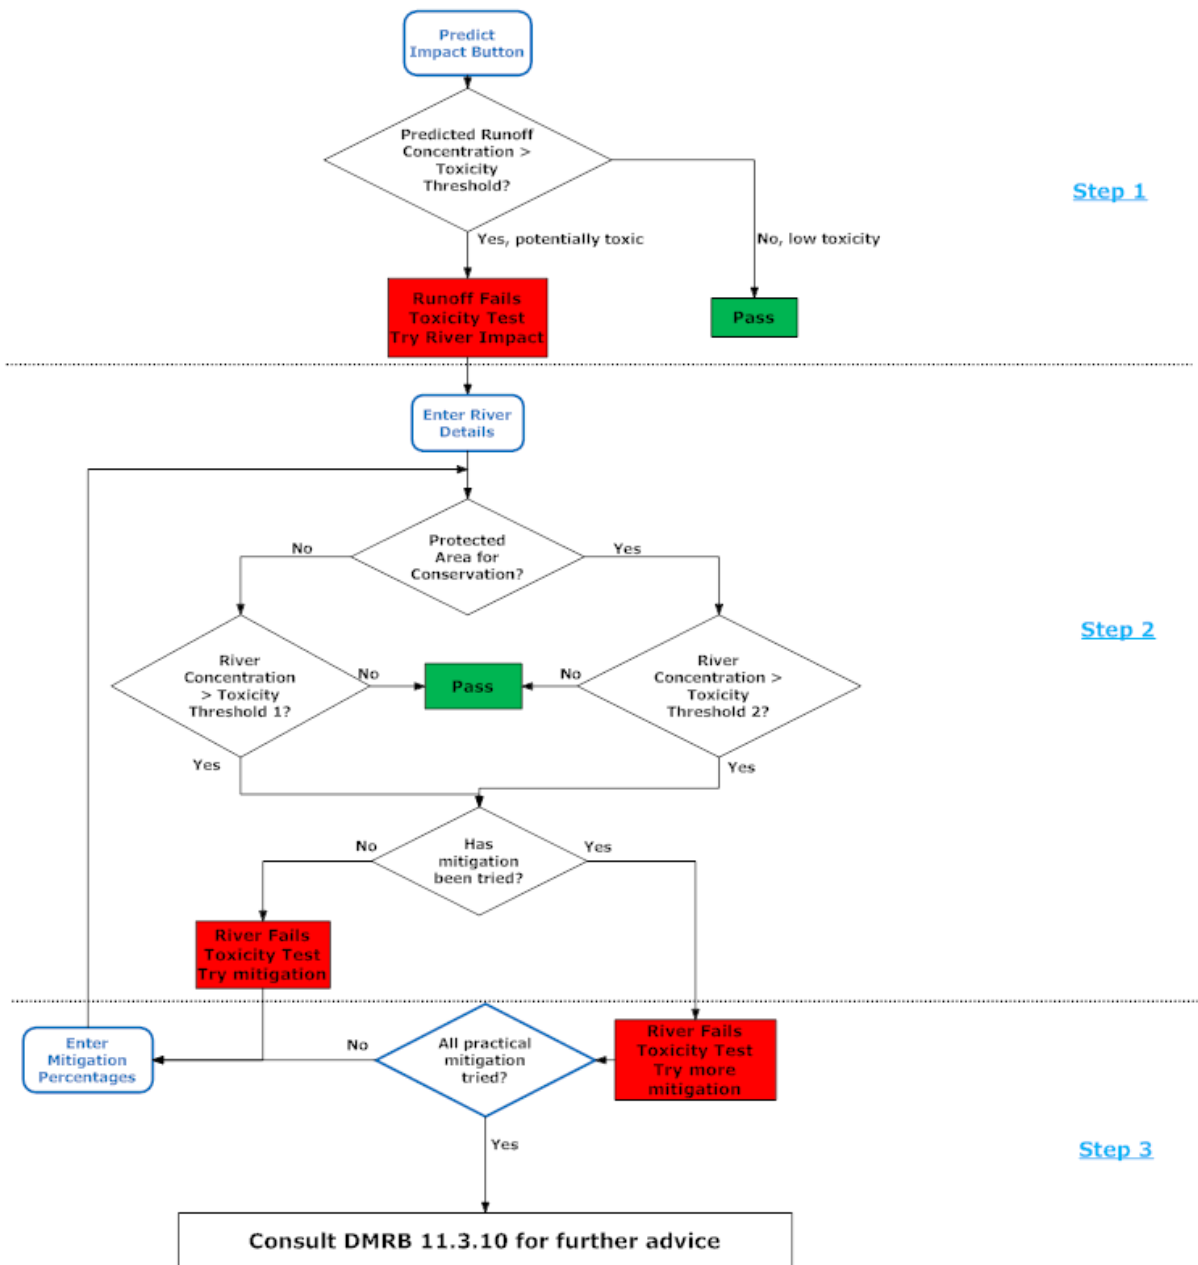 Predict
Impact Button
Predicted Runoff
Concentration >
Toxicity
Threshold?
Step 1
Yes, potentially toxic
No, low toxicity
Runoff Fails
Toxicity Test
Try River Impact
Pass
Enter River
Details
No
Protected
Area for
Conservation?
Yes
Step 2
River
Concentration
> Toxicity
Threshold 1?
No
Pass
No
River
Concentration >
Toxicity
Threshold 2?
Yes
Yes
No
Has
mitigation
been tried?
Yes
River Fails
Toxicity Test
Try mitigation
Enter
Mitigation
Percentages
No
All practical
mitigation
tried?
River Fails
Toxicity Test
Try more
mitigation
Yes
Step 3
Consult DMRB 11.3.10 for further advice